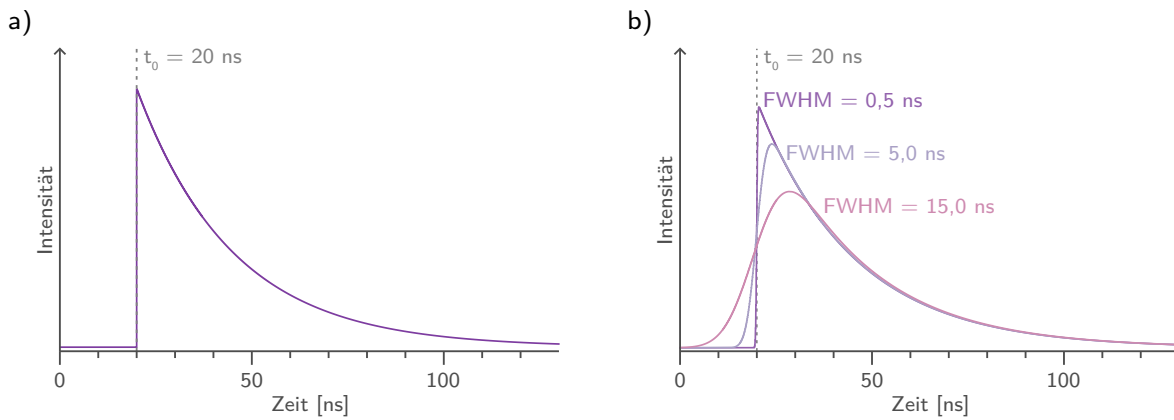 a)
t₀ = 20 ns
Intensität
0
50
100
Zeit [ns]
b)
t₀ = 20 ns
FWHM = 0,5 ns
FWHM = 5,0 ns
FWHM = 15,0 ns
Intensität
0
50
100
Zeit [ns]